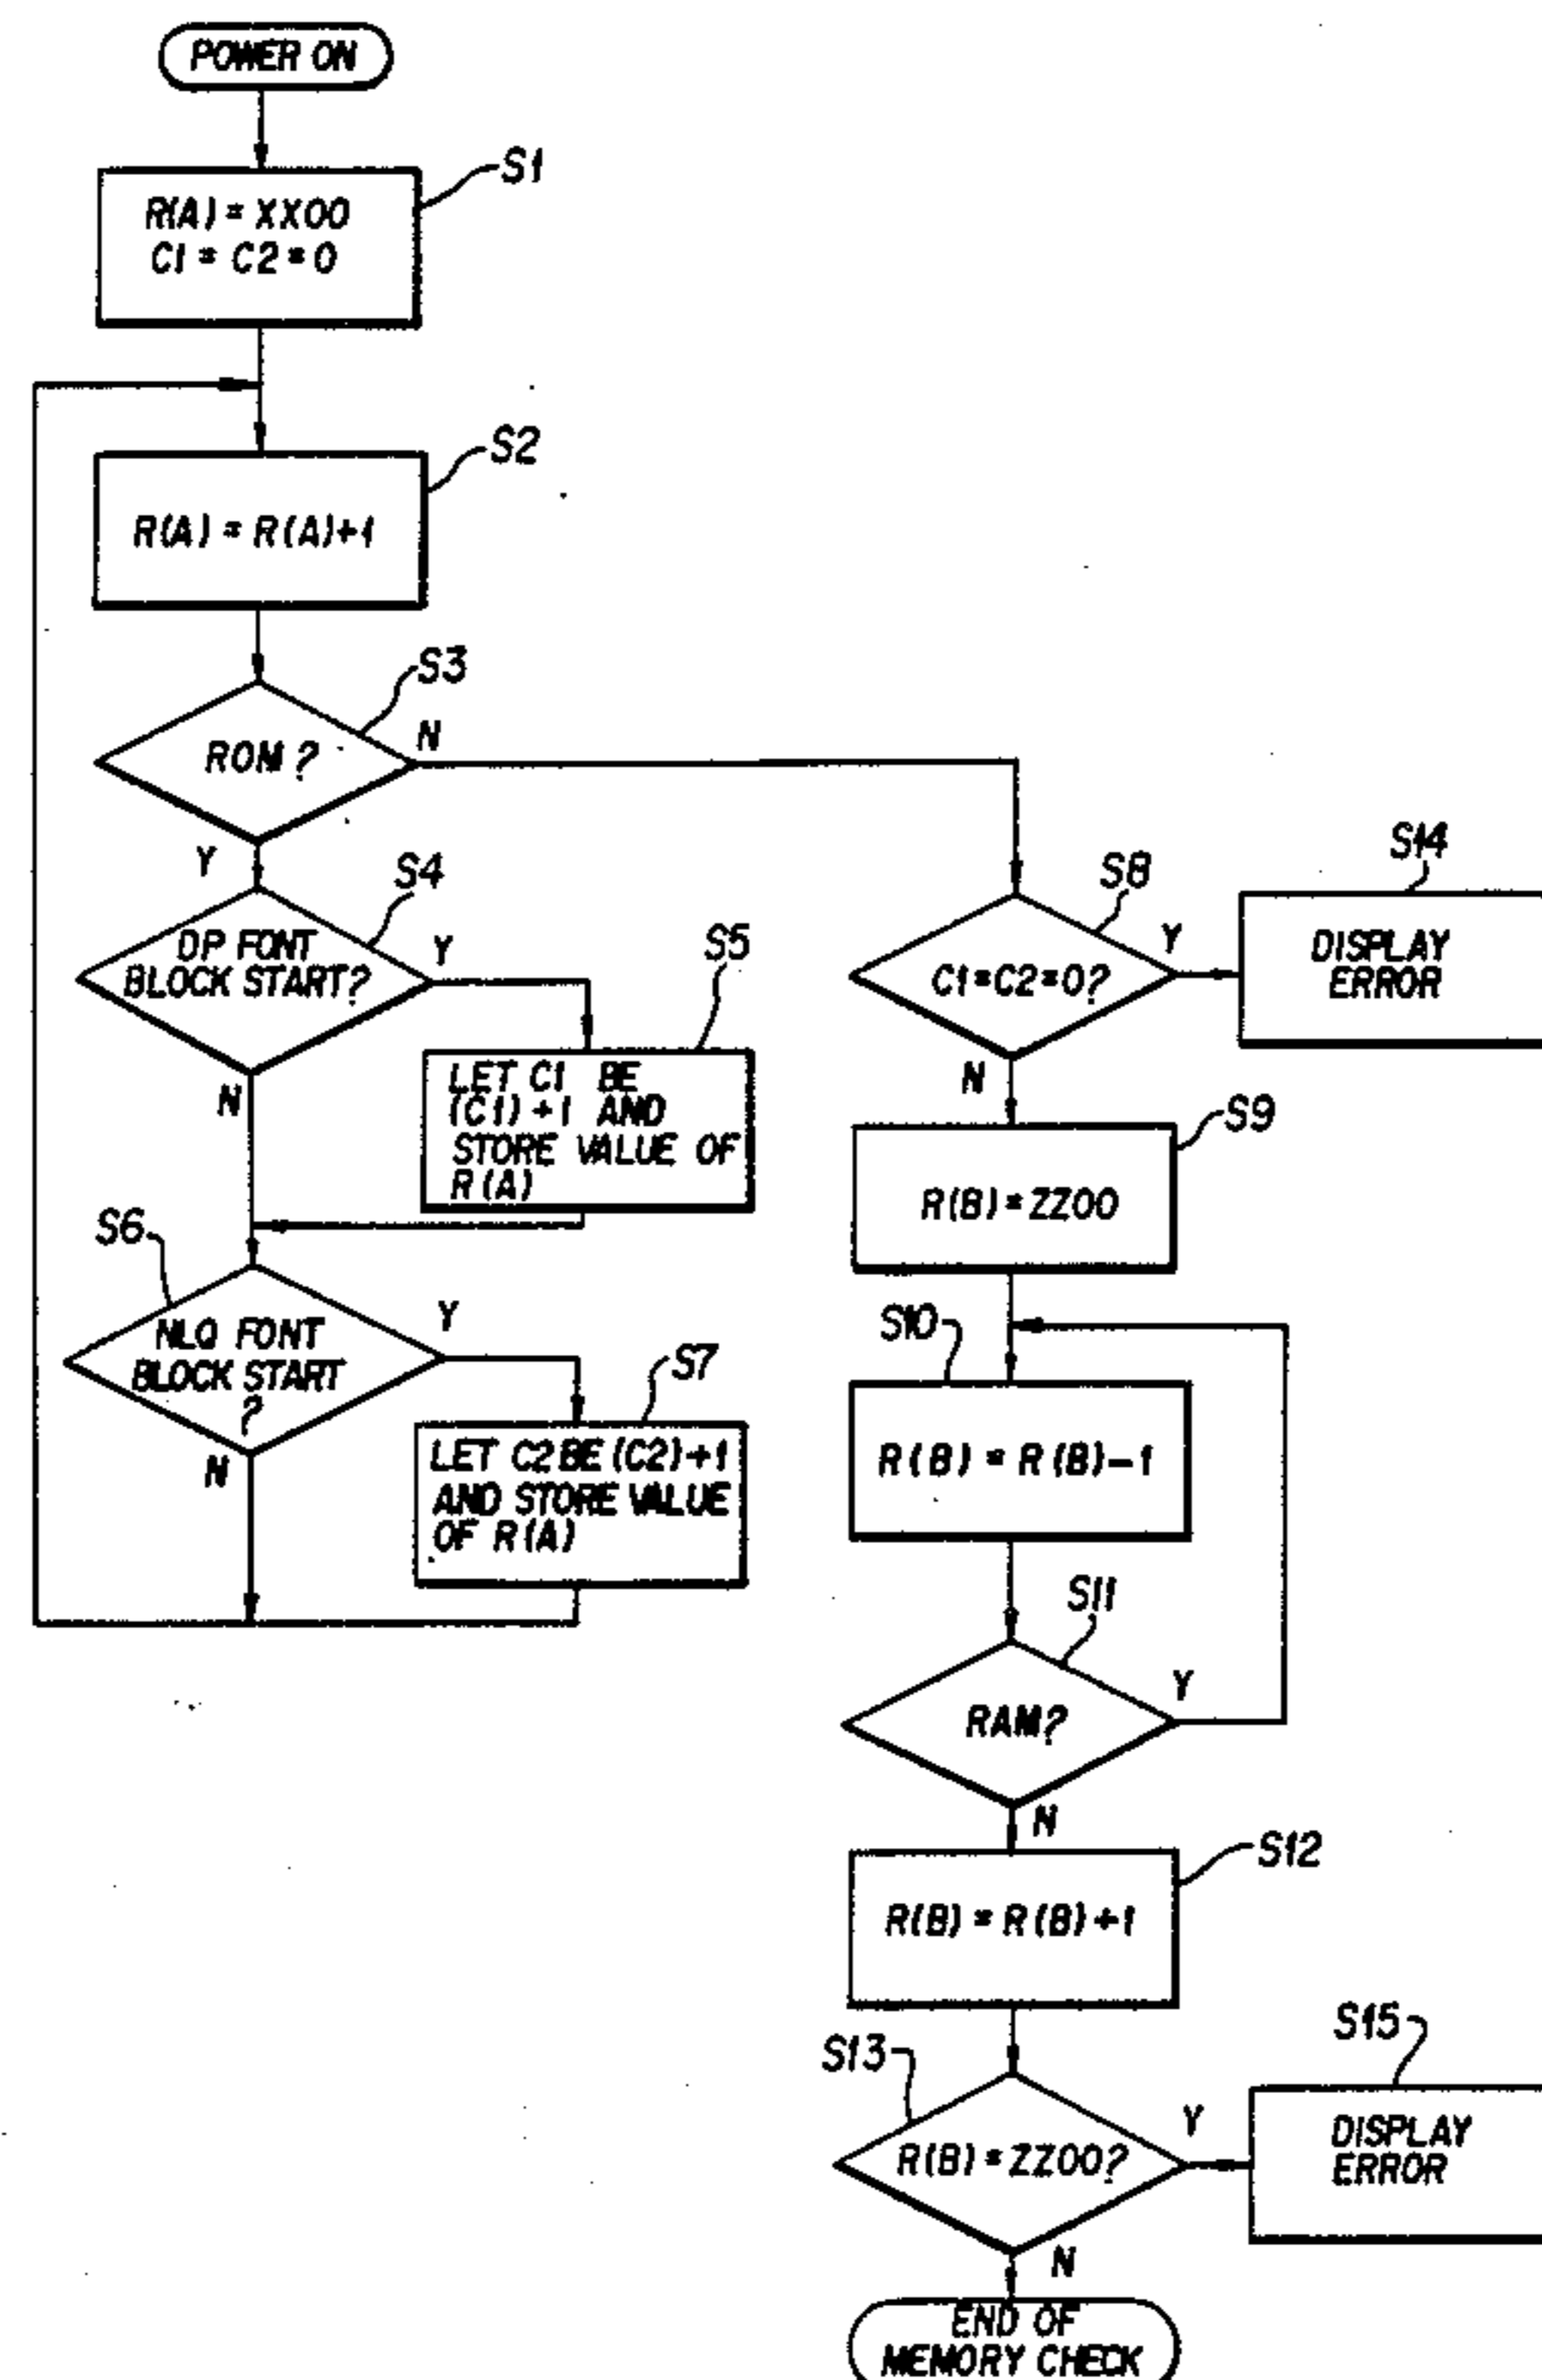 POWER ON
S1
R(A) = XX00
C1 = C2 = 0
S2
R(A) = R(A)+1
S3
ROM?
N
Y
S4
DP FONT
BLOCK START?
Y
N
S5
LET C1 BE
(C1)+1 AND
STORE VALUE OF
R(A)
S6
NLQ FONT
BLOCK START
?
Y
N
S7
LET C2 BE (C2)+1
AND STORE VALUE
OF R(A)
S8
C1=C2=0?
Y
N
S14
DISPLAY
ERROR
S9
R(B) = ZZ00
S10
R(B) = R(B)-1
S11
RAM?
Y
N
S12
R(B) = R(B)+1
S13
R(B) = ZZ00?
Y
N
S15
DISPLAY
ERROR
END OF
MEMORY CHECK